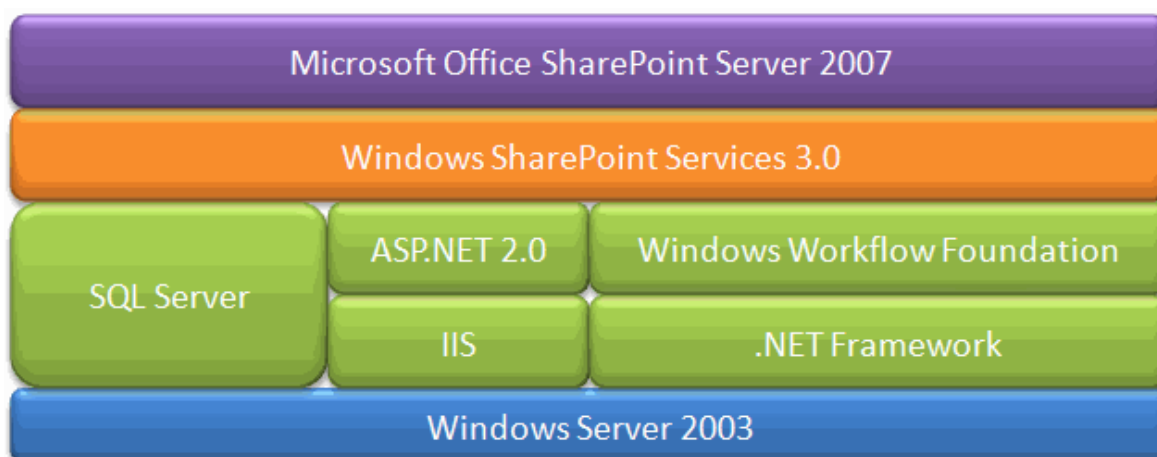 Microsoft Office SharePoint Server 2007
Windows SharePoint Services 3.0
SQL Server
ASP.NET 2.0
Windows Workflow Foundation
IIS
.NET Framework
Windows Server 2003